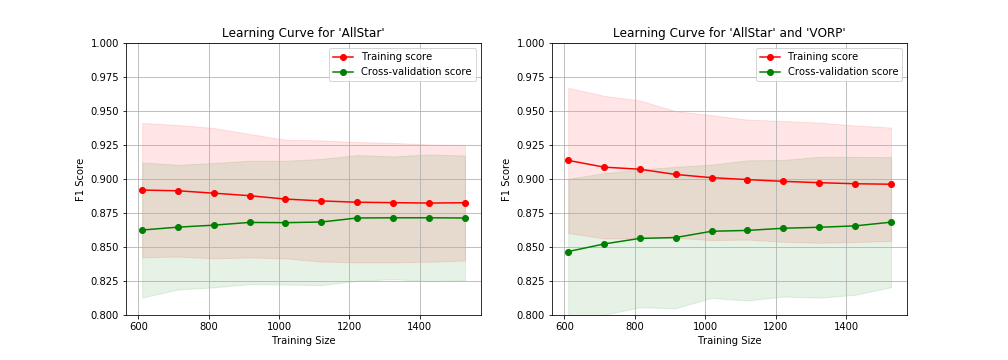 Learning Curve for 'AllStar'
Training score
Cross-validation score
F1 Score
1.000
0.975
0.950
0.925
0.900
0.875
0.850
0.825
0.800
600 800 1000 1200 1400
Training Size
Learning Curve for 'AllStar' and 'VORP'
Training score
Cross-validation score
F1 Score
1.000
0.975
0.950
0.925
0.900
0.875
0.850
0.825
0.800
600 800 1000 1200 1400
Training Size